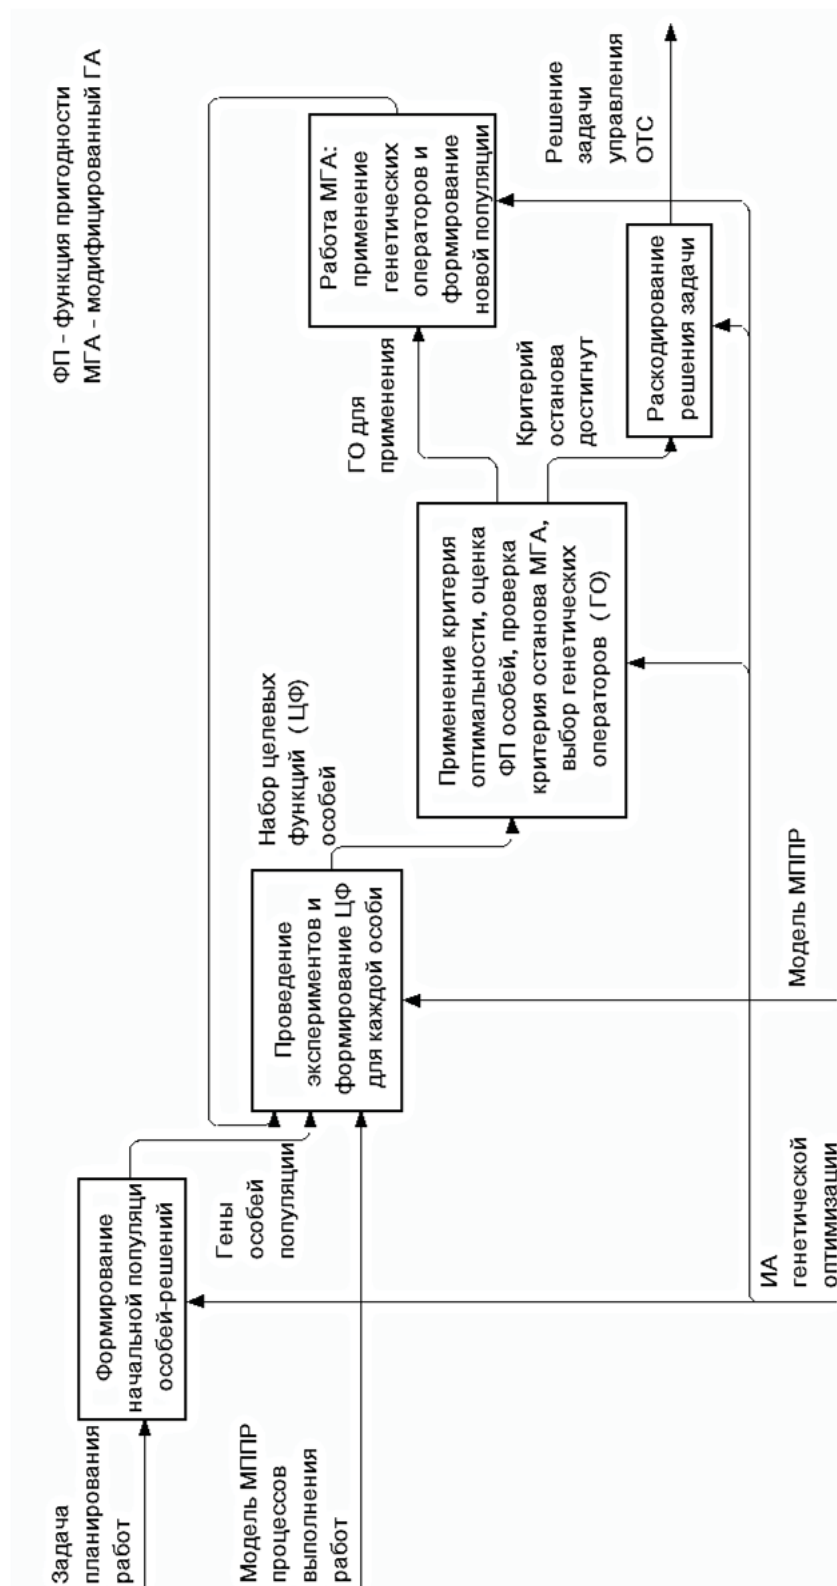 ФП - функция пригодности
МГА - модифицированный ГА
Задача
планирования
работ
Формирование
начальной популяци
особей-решений
Гены
особей
популяции
Модель МППР
процессов
выполнения
работ
Проведение
экспериментов и
формирование ЦФ
для каждой особи
Набор целевых
функций ( ЦФ)
особей
Применение критерия
оптимальности, оценка
ФП особей, проверка
критерия останова МГА,
выбор генетических
операторов ( ГО)
ГО для
применения
Работа МГА:
применение
генетических
операторов и
формирование
новой популяции
Критерий
останова
достигнут
Раскодирование
решения задачи
Решение
задачи
управления
ОТС
ИА
генетической
оптимизации
Модель МППР